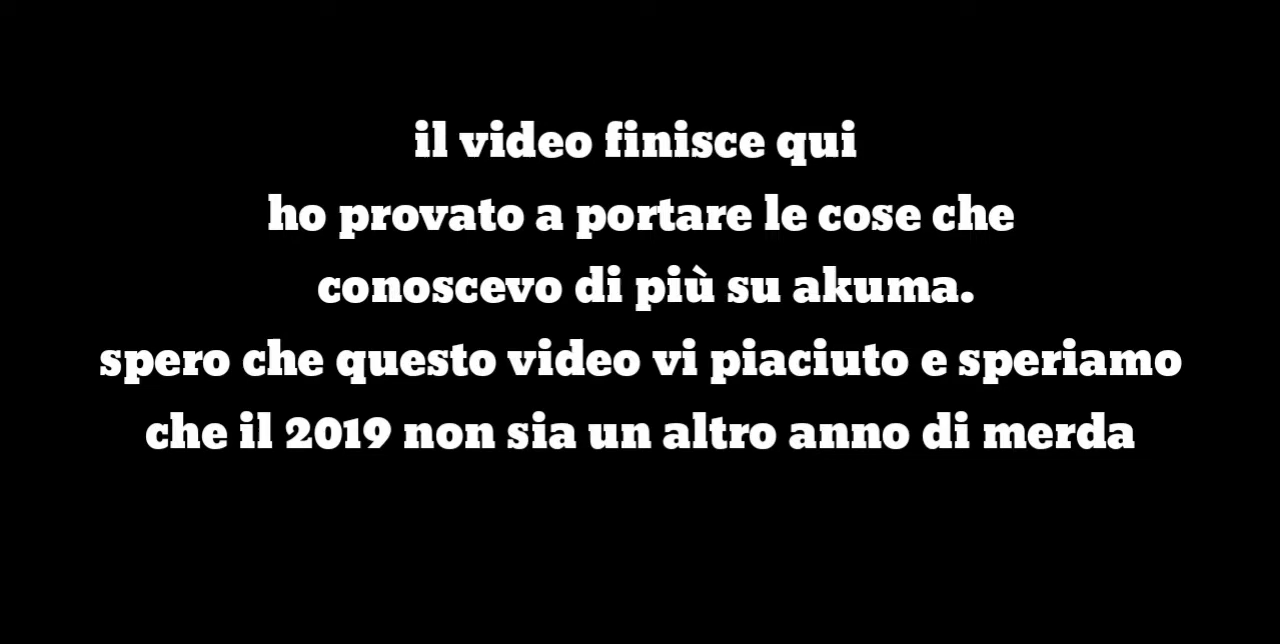 il video finisce qui
ho provato a portare le cose che
conoscevo di più su akuma.
spero che questo video vi piaciuto e speriamo
che il 2019 non sia un altro anno di merda